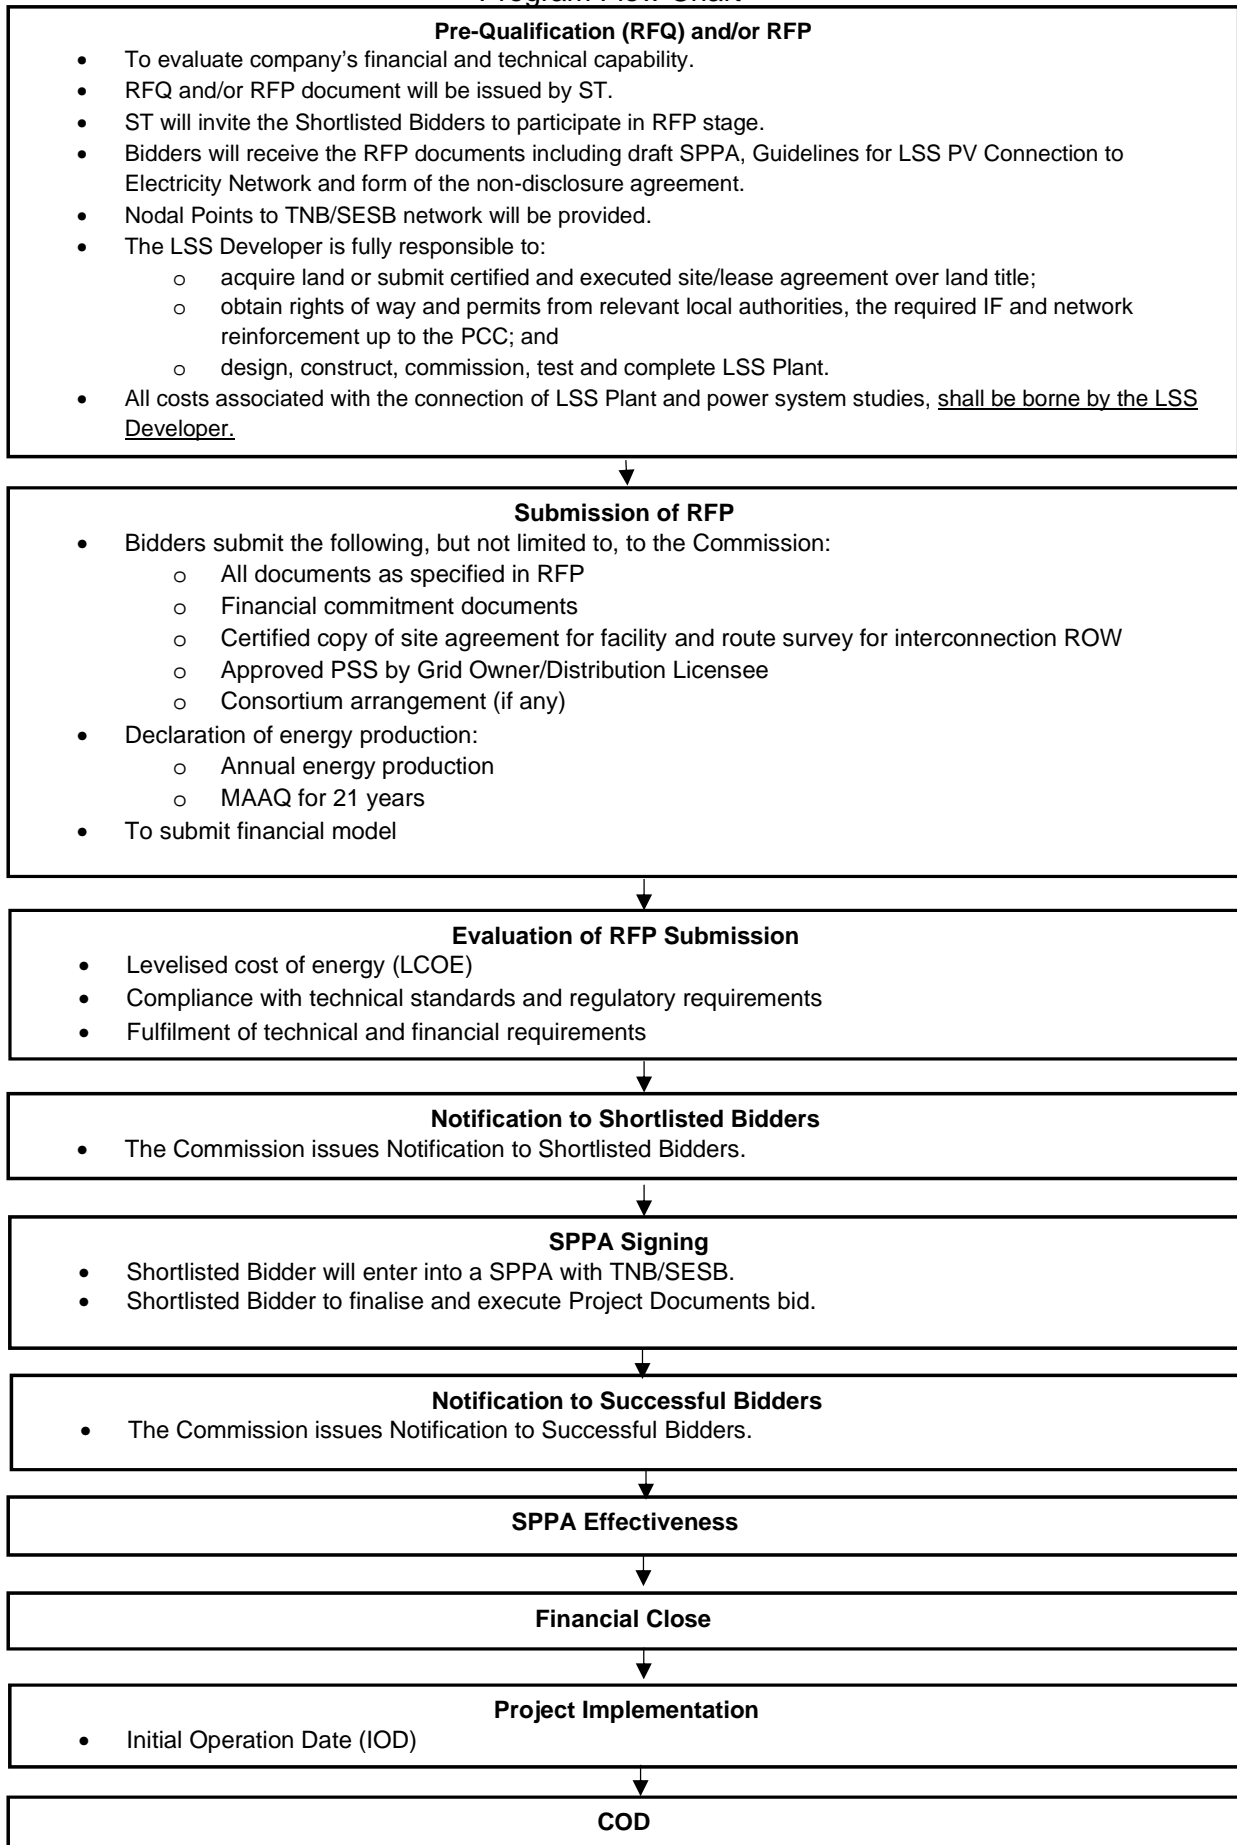 Program Flow Chart
Pre-Qualification (RFQ) and/or RFP
• To evaluate company’s financial and technical capability.
• RFQ and/or RFP document will be issued by ST.
• ST will invite the Shortlisted Bidders to participate in RFP stage.
• Bidders will receive the RFP documents including draft SPPA, Guidelines for LSS PV Connection to
Electricity Network and form of the non-disclosure agreement.
• Nodal Points to TNB/SESB network will be provided.
• The LSS Developer is fully responsible to:
o acquire land or submit certified and executed site/lease agreement over land title;
o obtain rights of way and permits from relevant local authorities, the required IF and network
reinforcement up to the PCC; and
o design, construct, commission, test and complete LSS Plant.
• All costs associated with the connection of LSS Plant and power system studies, shall be borne by the LSS
Developer.
Submission of RFP
• Bidders submit the following, but not limited to, to the Commission:
o All documents as specified in RFP
o Financial commitment documents
o Certified copy of site agreement for facility and route survey for interconnection ROW
o Approved PSS by Grid Owner/Distribution Licensee
o Consortium arrangement (if any)
• Declaration of energy production:
o Annual energy production
o MAAQ for 21 years
• To submit financial model
Evaluation of RFP Submission
• Levelised cost of energy (LCOE)
• Compliance with technical standards and regulatory requirements
• Fulfilment of technical and financial requirements
Notification to Shortlisted Bidders
• The Commission issues Notification to Shortlisted Bidders.
SPPA Signing
• Shortlisted Bidder will enter into a SPPA with TNB/SESB.
• Shortlisted Bidder to finalise and execute Project Documents bid.
Notification to Successful Bidders
• The Commission issues Notification to Successful Bidders.
SPPA Effectiveness
Financial Close
Project Implementation
• Initial Operation Date (IOD)
COD